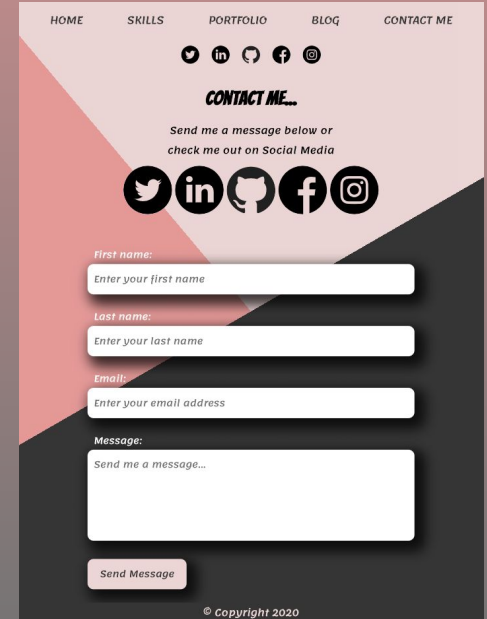 HOME SKILLS PORTFOLIO BLOG CONTACT ME
CONTACT ME...
Send me a message below or
check me out on Social Media
First name:
Enter your first name
Last name:
Enter your last name
Email:
Enter your email address
Message:
Send me a message...
Send Message
© Copyright 2020